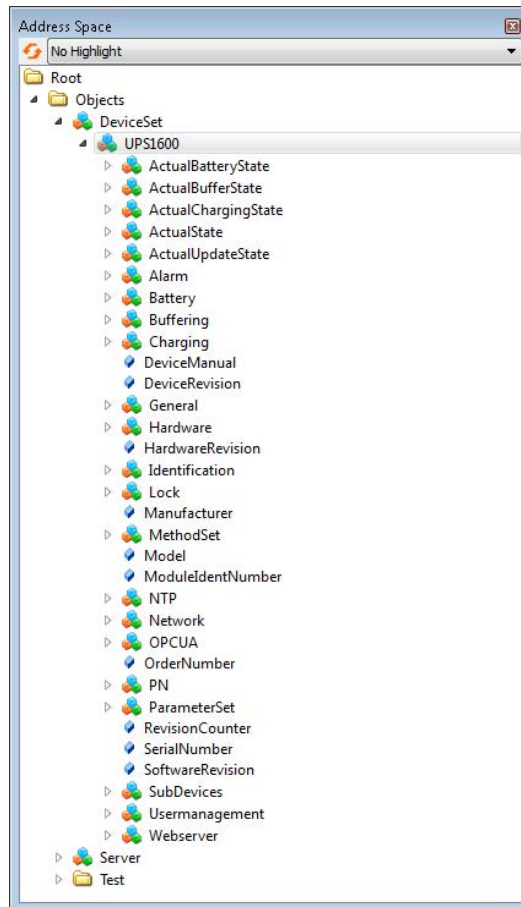 Address Space
No Highlight
Root
Objects
DeviceSet
UPS1600
ActualBatteryState
ActualBufferState
ActualChargingState
ActualState
ActualUpdateState
Alarm
Battery
Buffering
Charging
DeviceManual
DeviceRevision
General
Hardware
HardwareRevision
Identification
Lock
Manufacturer
MethodSet
Model
ModuleIdentNumber
NTP
Network
OPCUA
OrderNumber
PN
ParameterSet
RevisionCounter
SerialNumber
SoftwareRevision
SubDevices
Usermanagement
Webserver
Server
Test